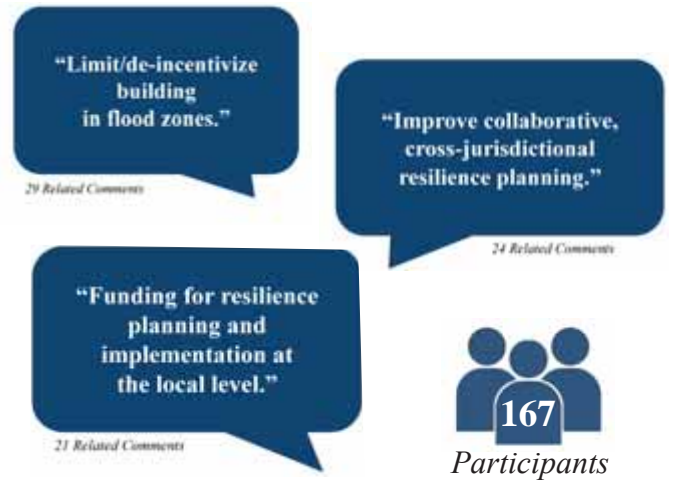 “Limit/de-incentivize
building
in flood zones.”
29 Related Comments
“Improve collaborative,
cross-jurisdictional
resilience planning.”
24 Related Comments
“Funding for resilience
planning and
implementation at
the local level.”
21 Related Comments
167
Participants